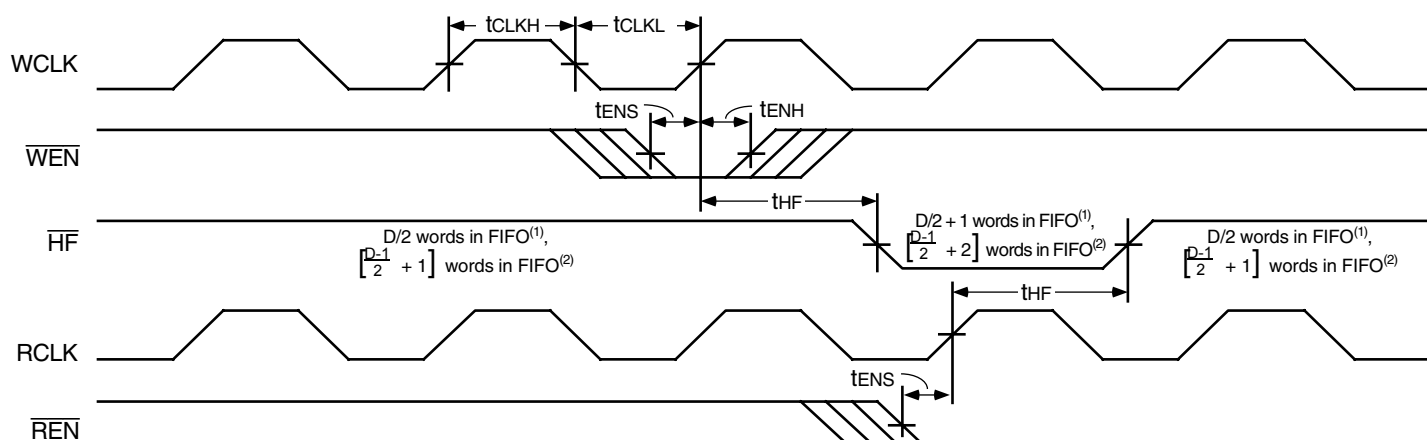 tCLKH
tCLKL
WCLK
tENS
tENH
WEN
tHF
HF
D/2 words in FIFO(1),
[D-1/2 + 1] words in FIFO(2)
D/2 + 1 words in FIFO(1),
[D-1/2 + 2] words in FIFO(2)
D/2 words in FIFO(1),
[D-1/2 + 1] words in FIFO(2)
tHF
RCLK
tENS
REN